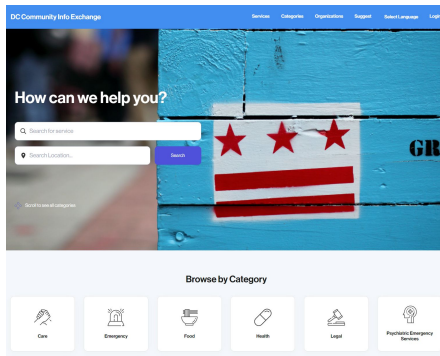 DC Community Info Exchange
Services Categories Organizations Suggest Select Language Login
How can we help you?
Search for service
Search Location...
Search
GR
Scroll to see all categories
Browse by Category
Care
Emergency
Food
Health
Legal
Psychiatric Emergency
Services